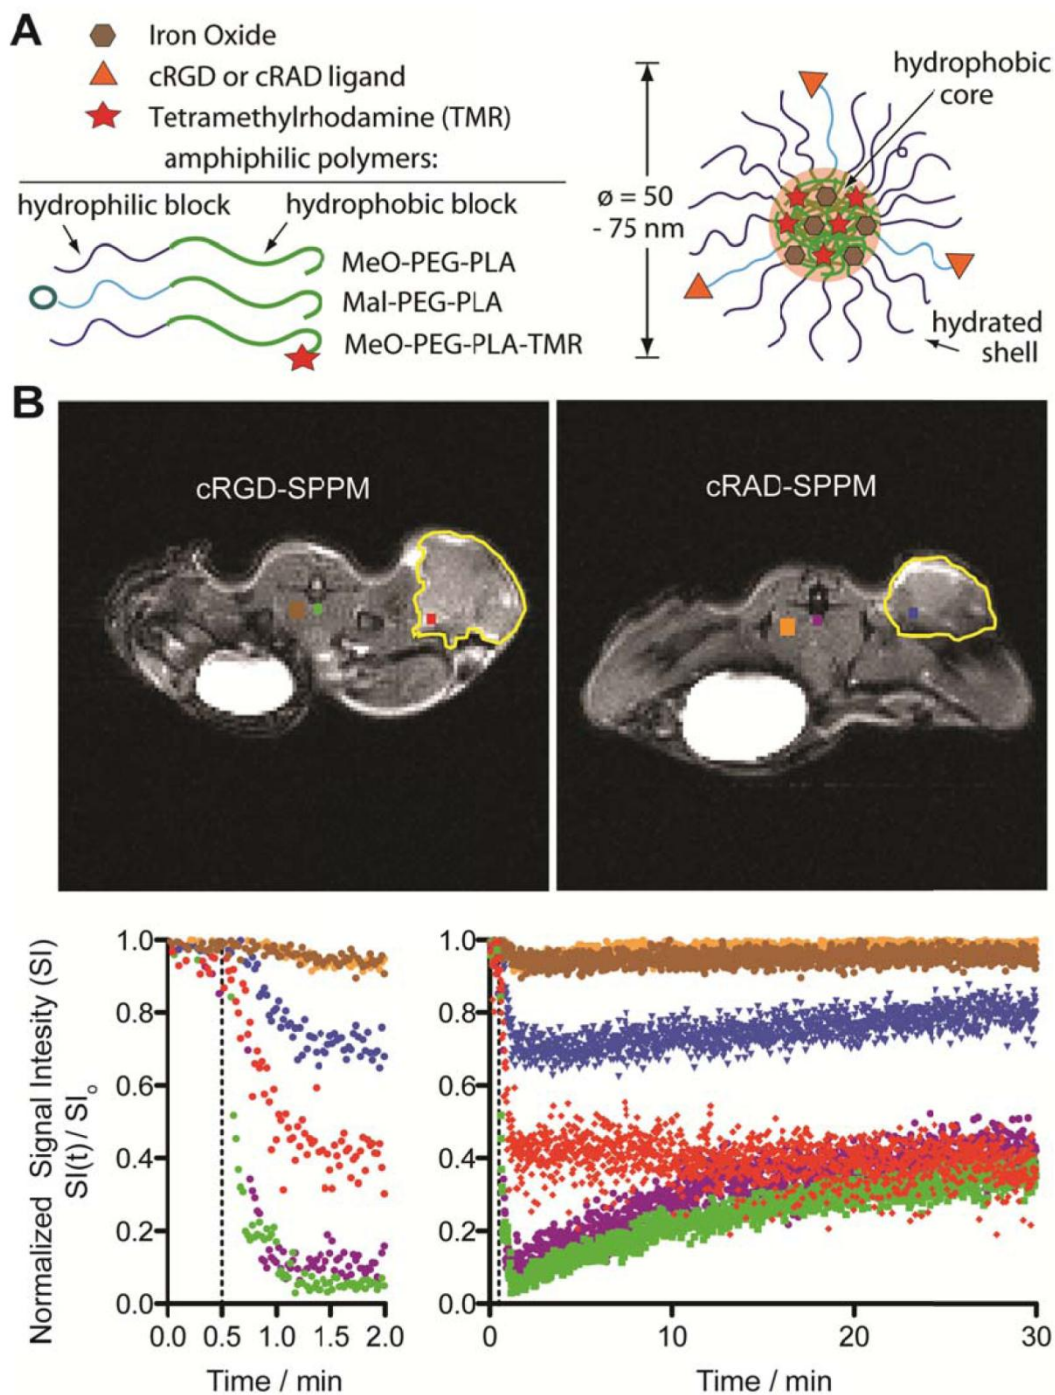 A
Iron Oxide
cRGD or cRAD ligand
Tetramethylrhodamine (TMR)
amphiphilic polymers:
hydrophilic block
hydrophobic block
MeO-PEG-PLA
Mal-PEG-PLA
MeO-PEG-PLA-TMR
ø = 50
- 75 nm
hydrophobic
core
hydrated
shell
B
cRGD-SPPM
cRAD-SPPM
Normalized Signal Intesity (SI)
SI(t) / SIo
1.0
0.8
0.6
0.4
0.2
0.0
0 0.5 1.0 1.5 2.0
Time / min
1.0
0.8
0.6
0.4
0.2
0.0
0 10 20 30
Time / min